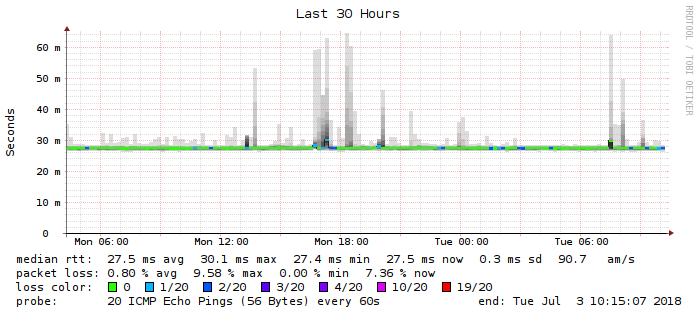 Last 30 Hours
RRDTOOL / TOBI OETIKER
Seconds
60 m
50 m
40 m
30 m
20 m
10 m
0
Mon 06:00 Mon 12:00 Mon 18:00 Tue 00:00 Tue 06:00
median rtt: 27.5 ms avg 30.1 ms max 27.4 ms min 27.5 ms now 0.3 ms sd 90.7 am/s
packet loss: 0.80 % avg 9.58 % max 0.00 % min 7.36 % now
loss color: 0 1/20 2/20 3/20 4/20 10/20 19/20
probe: 20 ICMP Echo Pings (56 Bytes) every 60s end: Tue Jul 3 10:15:07 2018